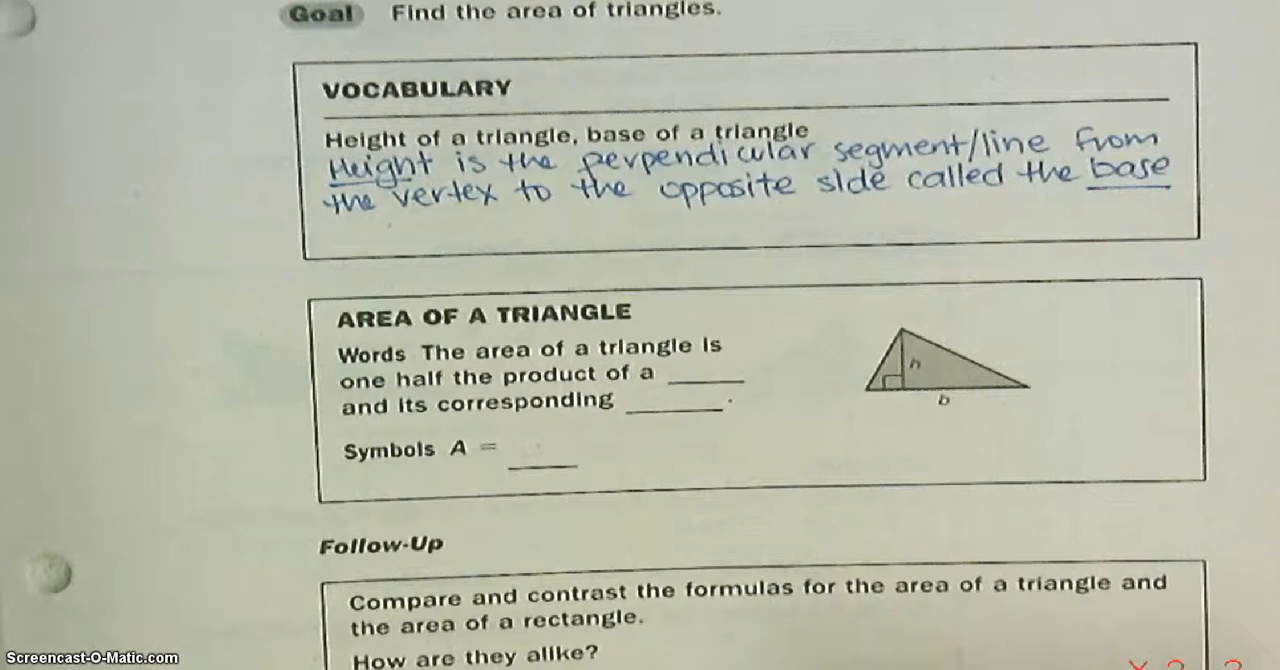 Goal Find the area of triangles.
VOCABULARY
Height of a triangle, base of a triangle
Height is the perpendicular segment/line from
the vertex to the opposite side called the base
AREA OF A TRIANGLE
Words The area of a triangle is
one half the product of a ____
and its corresponding ____.
Symbols A = ____
h
b
Follow-Up
Compare and contrast the formulas for the area of a triangle and
the area of a rectangle.
How are they alike?
Screencast-O-Matic.com